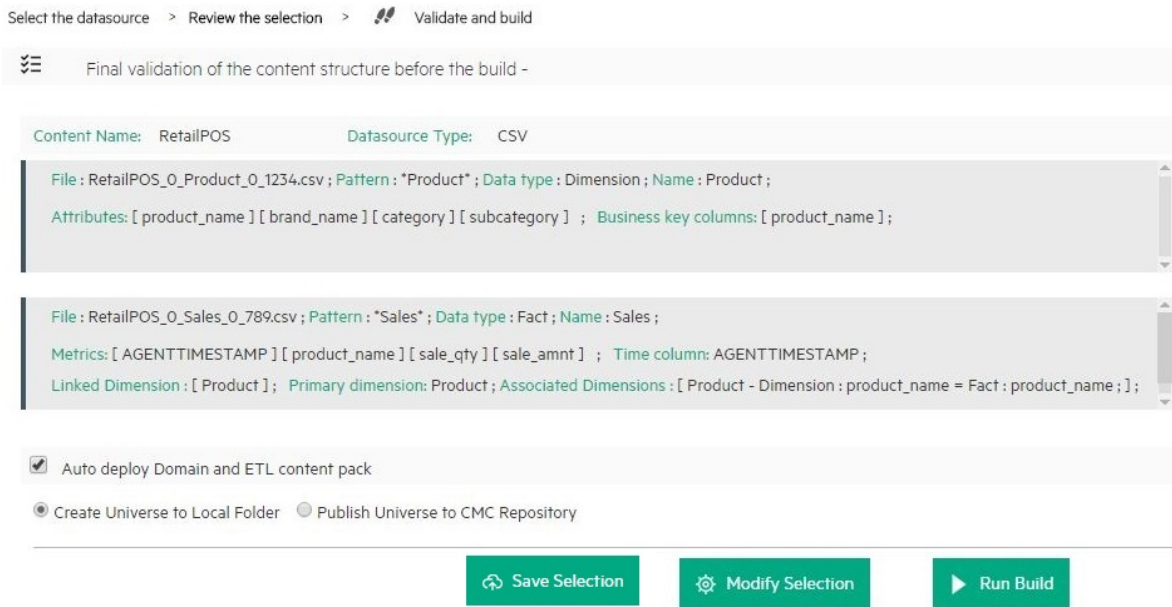 Select the datasource > Review the selection > Validate and build
Final validation of the content structure before the build -
Content Name: RetailPOS Datasource Type: CSV
File : RetailPOS_0_Product_0_1234.csv ; Pattern : *Product* ; Data type : Dimension ; Name : Product ;
Attributes: [ product_name ] [ brand_name ] [ category ] [ subcategory ] ; Business key columns: [ product_name ] ;
File : RetailPOS_0_Sales_0_789.csv ; Pattern : *Sales* ; Data type : Fact ; Name : Sales ;
Metrics: [ AGENTTIMESTAMP ] [ product_name ] [ sale_qty ] [ sale_amnt ] ; Time column: AGENTTIMESTAMP ;
Linked Dimension : [ Product ] ; Primary dimension: Product ; Associated Dimensions : [ Product - Dimension : product_name = Fact : product_name ; ] ;
Auto deploy Domain and ETL content pack
Create Universe to Local Folder Publish Universe to CMC Repository
Save Selection Modify Selection Run Build